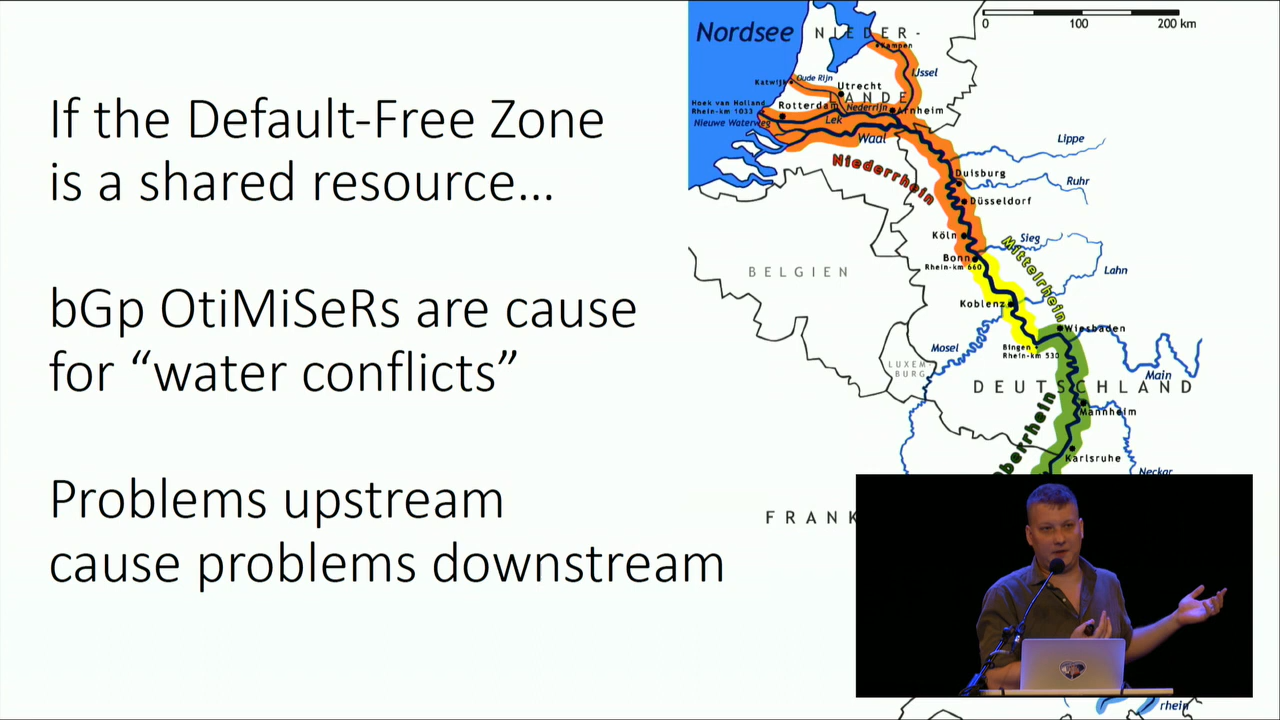 If the Default-Free Zone
is a shared resource...
bGp OtiMiSeRs are cause
for “water conflicts”
Problems upstream
cause problems downstream
0 100 200 km
Nordsee
NIEDER-
LANDE
Kampen
IJssel
Katwijk
Oude Rijn
Utrecht
Hoek van Holland
Rhein-km 1033
Rotterdam
Nederrijn
Arnheim
Nieuwe Waterweg
Lek
Waal
Niederrhein
Lippe
Duisburg
Ruhr
Düsseldorf
Köln
Sieg
Mittelrhein
Bonn
Rhein-km 660
BELGIEN
Lahn
Koblenz
Wiesbaden
Mosel
Bingen
Rhein-km 530
LUXEM
BURG
Main
DEUTSCHLAND
Mannheim
Oberrhein
Karlsruhe
Neckar
FRANK
rhein